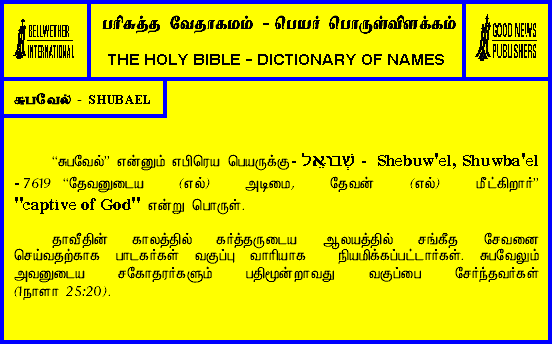 BELLWETHER
INTERNATIONAL
பரிசுத்த வேதாகமம் - பெயர் பொருள்விளக்கம்
THE HOLY BIBLE - DICTIONARY OF NAMES
GOOD NEWS
PUBLISHERS
சுபவேல் - SHUBAEL
"சுபவேல்" என்னும் எபிரெய பெயருக்கு- - Shebuw'el, Shuwba'el
- 7619 "தேவனுடைய (எல்) அடிமை, தேவன் (எல்) மீட்கிறார்"
"captive of God" என்று பொருள்.
தாவீதின் காலத்தில் கர்த்தருடைய ஆலயத்தில் சங்கீத சேவனை
செய்வதற்காக பாடகர்கள் வகுப்பு வாரியாக நியமிக்கப்பட்டார்கள். சுபவேலும்
அவனுடைய சகோதரர்களும் பதிமூன்றாவது வகுப்பை சேர்ந்தவர்கள்
(1நாளா 25:20).